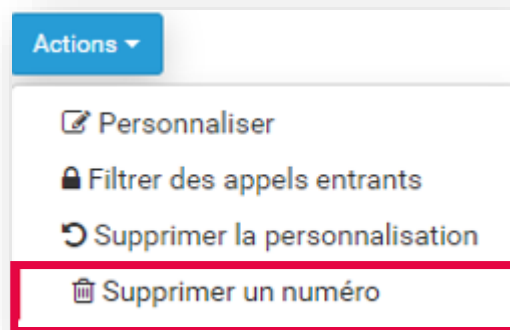 Actions
Personnaliser
Filtrer des appels entrants
Supprimer la personnalisation
Supprimer un numéro